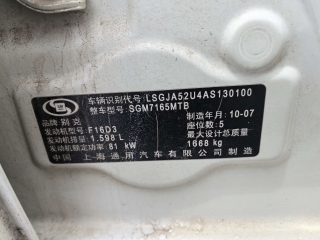 车辆识别代号: LSGJA52U4AS130100
整车型号: SGM7165MTB
品牌: 别克 制造年月: 10-07
发动机型号: F16D3 座位数: 5
发动机排量: 1.598 L 最大设计总质量
发动机额定功率: 81 kW 1668 kg
中国 上海通用汽车有限公司 制造